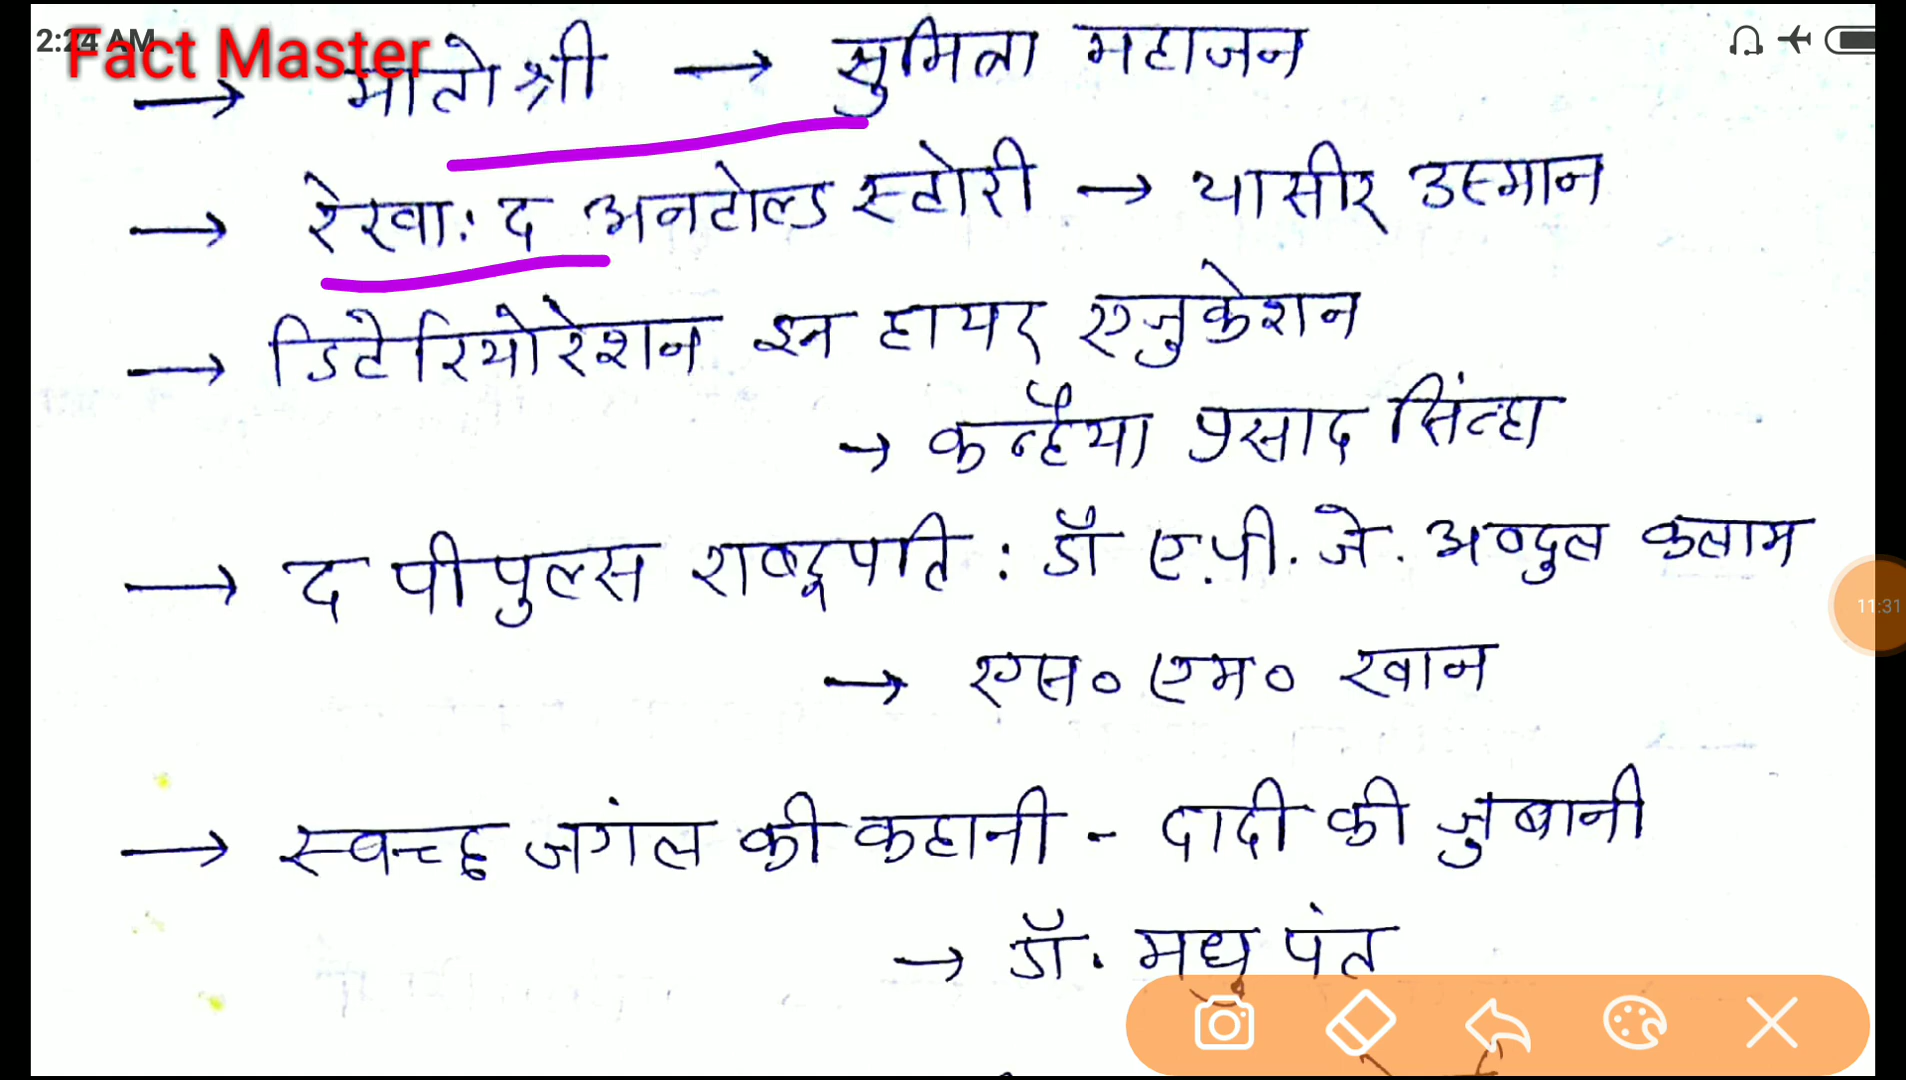 2:24 AM
Fact Master
→ मातोश्री → सुमित्रा महाजन
→ रेखा: द अनटोल्ड स्टोरी → यासीर उस्मान
→ डिटैरियोरेशन इन हायर एजुकेशन
→ कन्हैया प्रसाद सिंन्हा
→ द पीपुल्स राष्ट्रपति : डॉ ए.पी. जे. अब्दुल कलाम
11:31
→ एस० एम० खान
→ स्वच्छ जगंल की कहानी - दादी की जुबानी
→ डॉ. मधु पंत